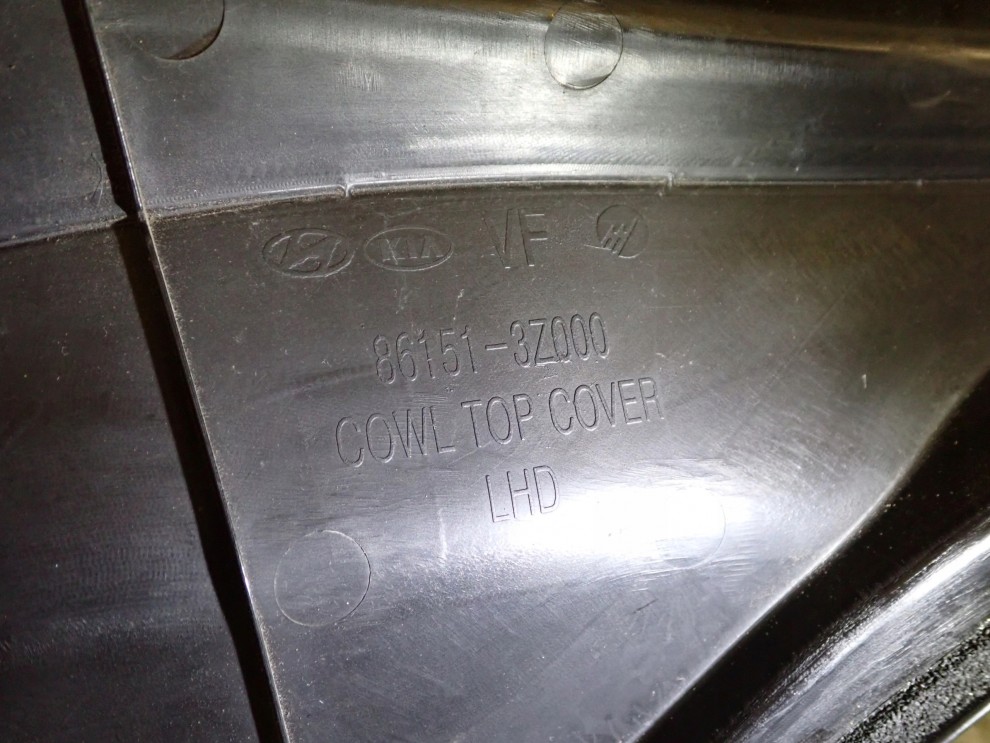 KIA VF
86151-3Z000
COWL TOP COVER
LHD